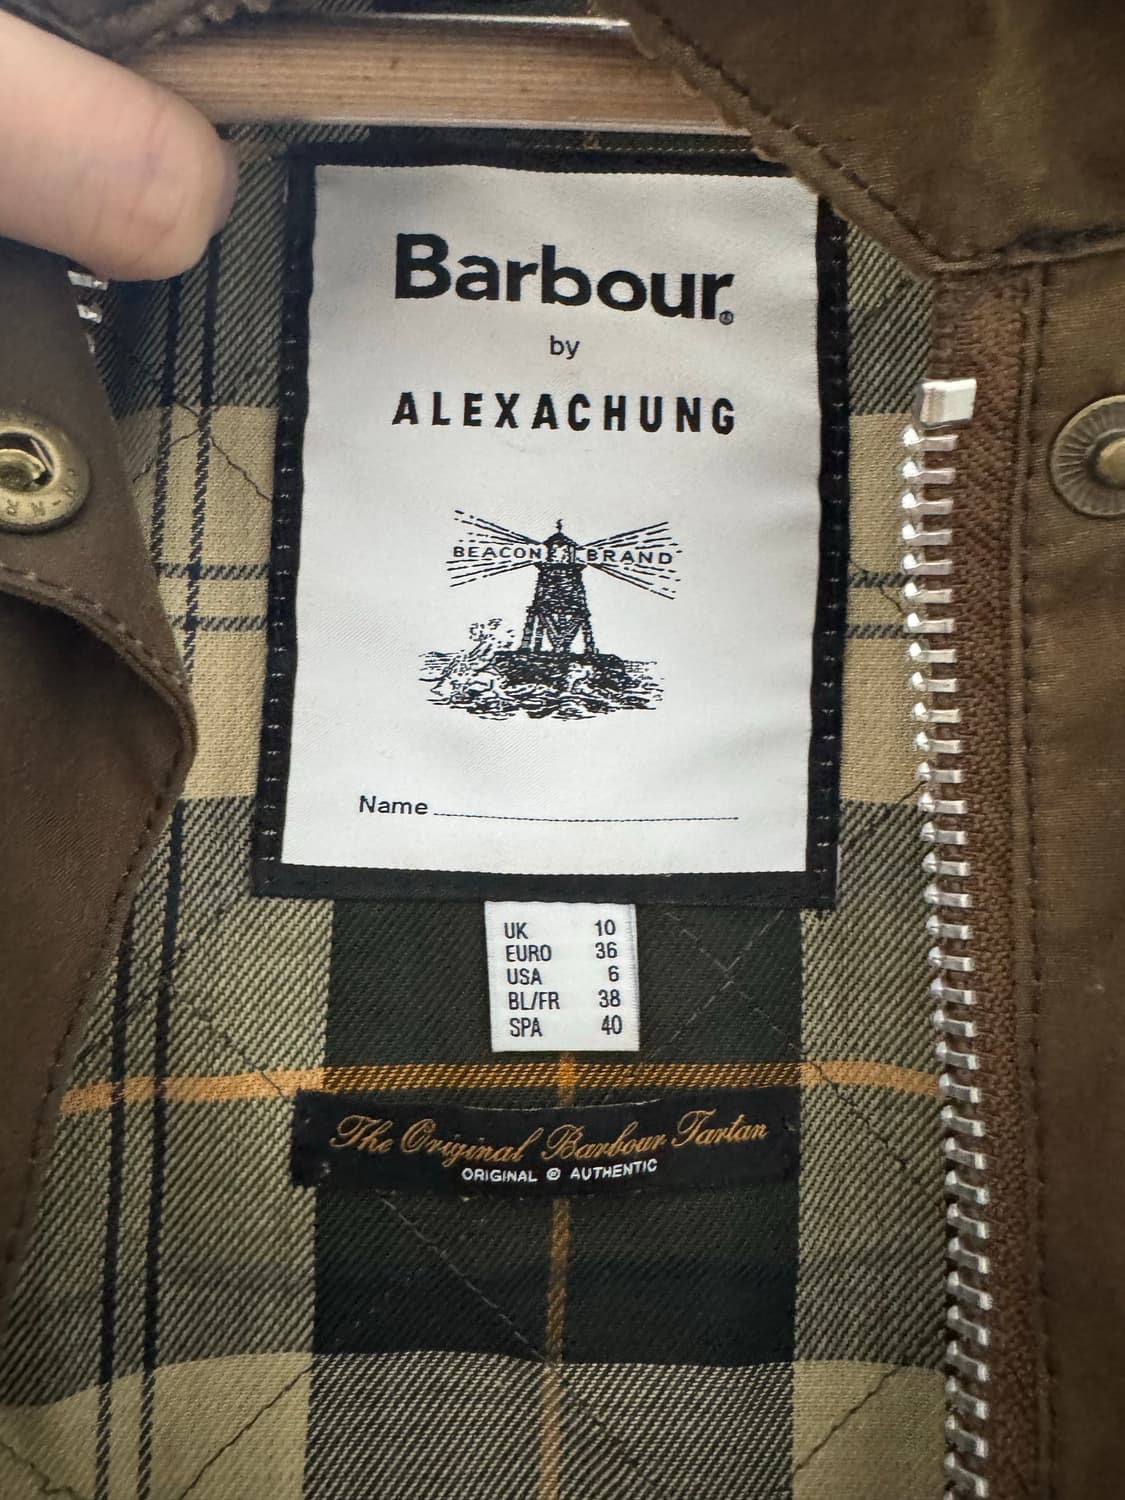 Barbour®
by
ALEXACHUNG
BEACON BRAND
Name
UK 10
EURO 36
USA 6
BL/FR 38
SPA 40
The Original Barbour Tartan
ORIGINAL @ AUTHENTIC